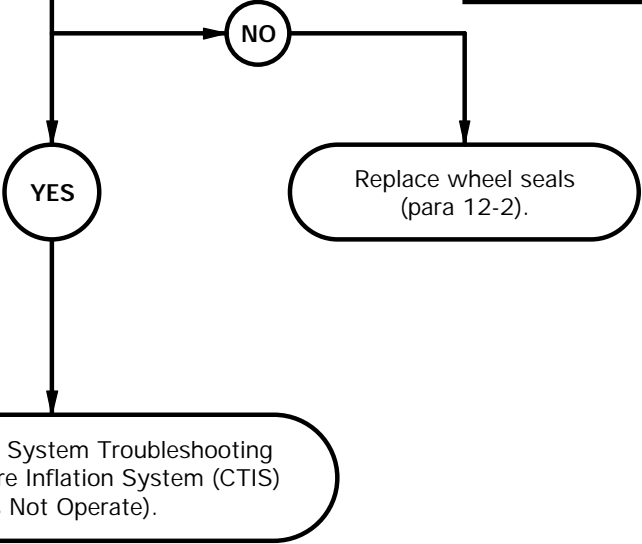 NO
YES
Replace wheel seals
(para 12-2).
System Troubleshooting
re Inflation System (CTIS)
Not Operate).